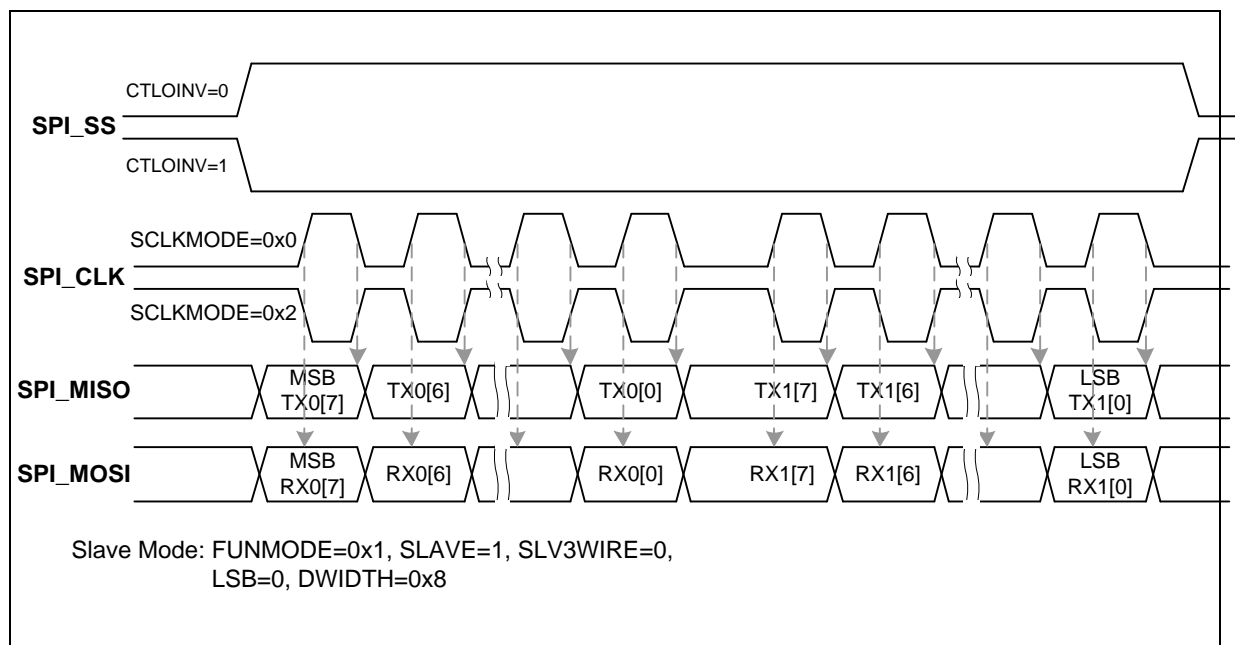 CTLOINV=0
SPI_SS
CTLOINV=1
SCLKMODE=0x0
SPI_CLK
SCLKMODE=0x2
SPI_MISO
MSB
TX0[7]
TX0[6]
TX0[0]
TX1[7]
TX1[6]
LSB
TX1[0]
SPI_MOSI
MSB
RX0[7]
RX0[6]
RX0[0]
RX1[7]
RX1[6]
LSB
RX1[0]
Slave Mode: FUNMODE=0x1, SLAVE=1, SLV3WIRE=0,
LSB=0, DWIDTH=0x8